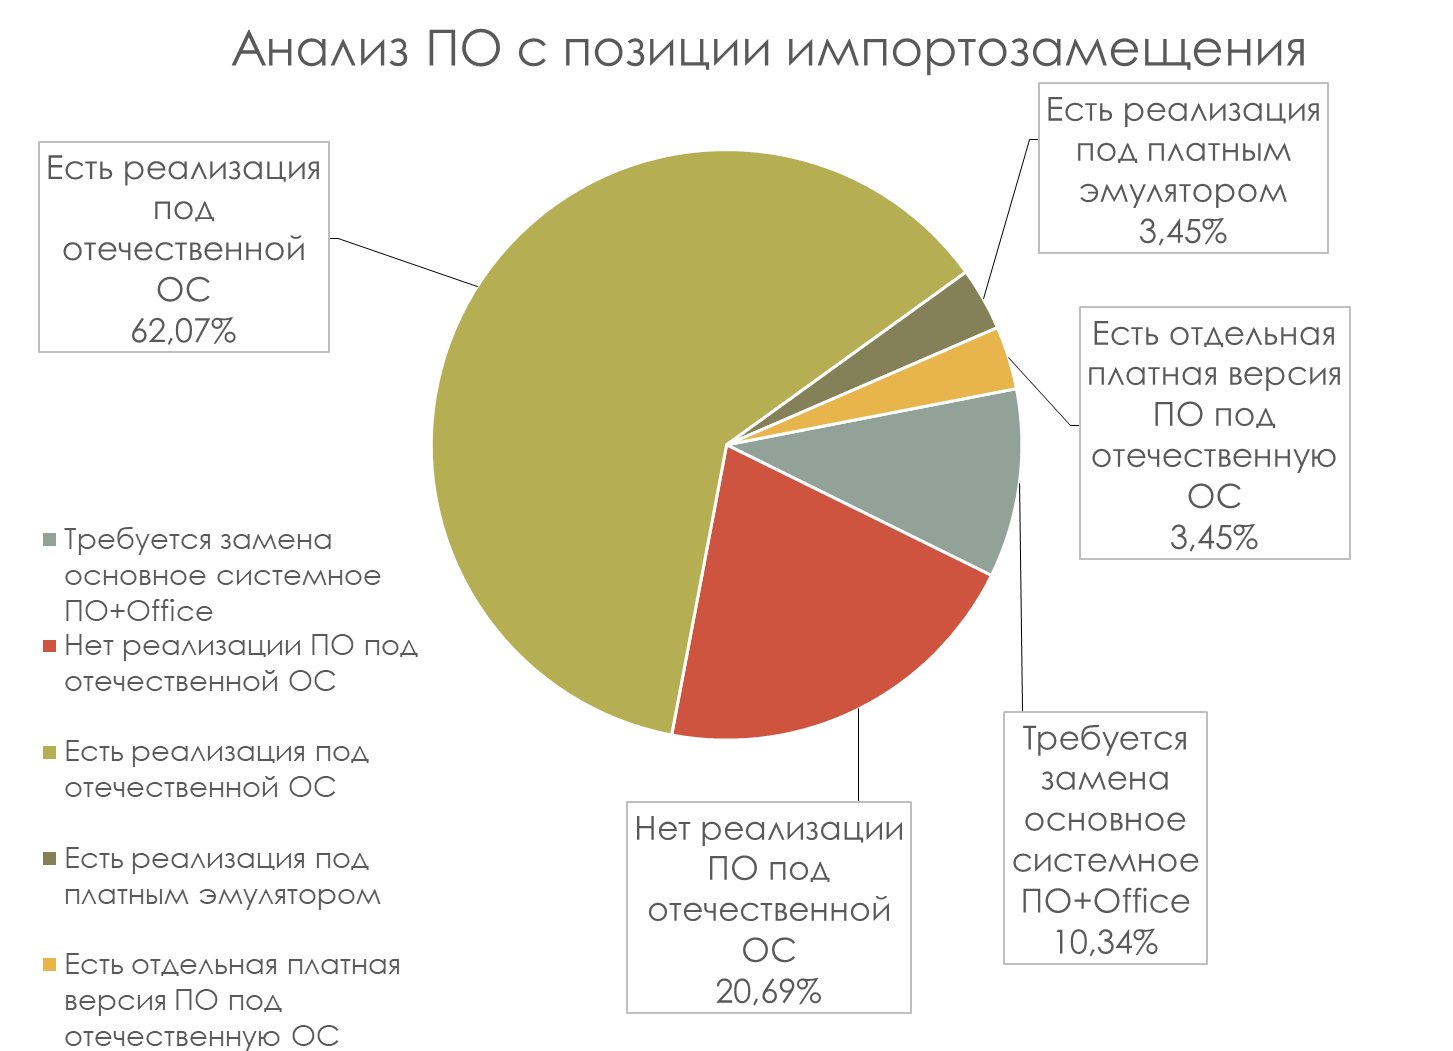 Анализ ПО с позиции импортозамещения
Есть реализация
под платным
эмулятором
3,45%
Есть реализация
под
отечественной
ОС
62,07%
Есть отдельная
платная версия
ПО под
отечественную
ОС
3,45%
Требуется замена
основное системное
ПО+Office
Нет реализации ПО под
отечественной ОС
Есть реализация под
отечественной ОС
Есть реализация под
платным эмулятором
Есть отдельная платная
версия ПО под
отечественную ОС
Требуется
замена
основное
системное
ПО+Office
10,34%
Нет реализации
ПО под
отечественной
ОС
20,69%